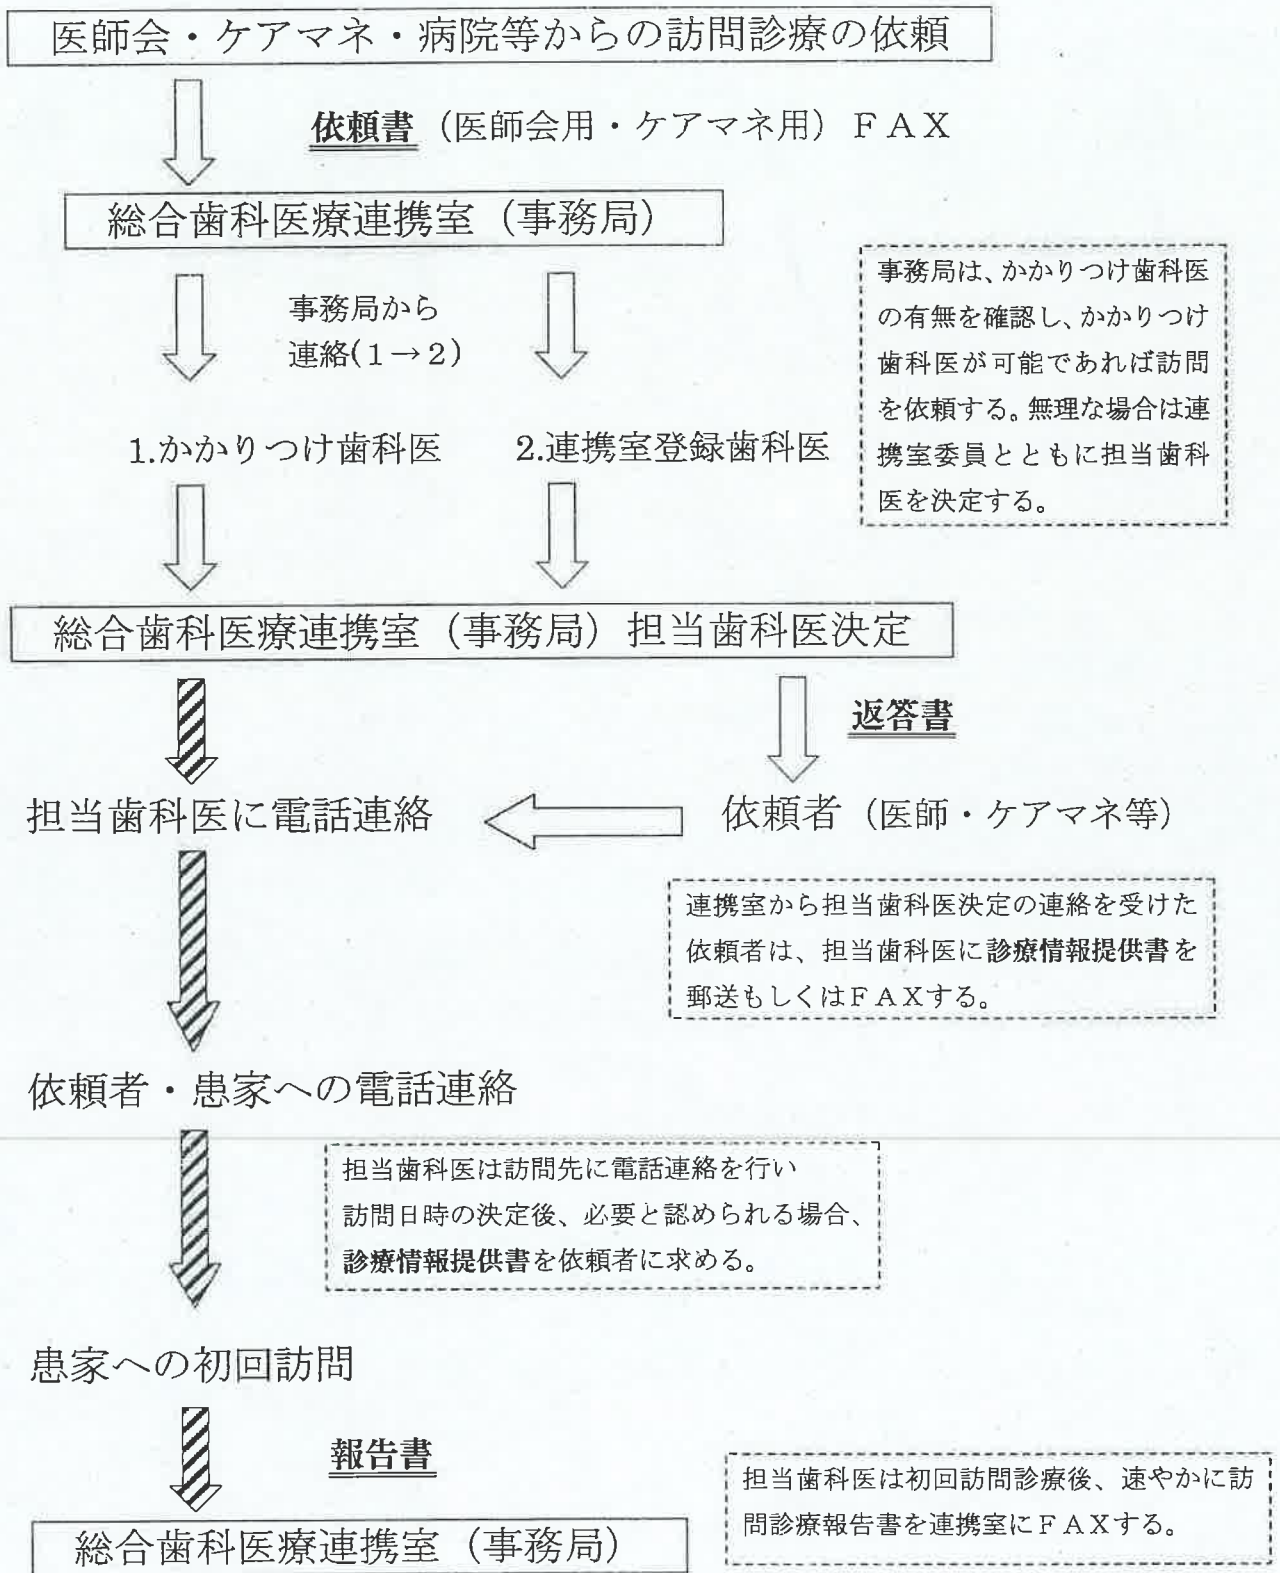 医師会・ケアマネ・病院等からの訪問診療の依頼
依頼書（医師会用・ケアマネ用）ＦＡＸ
総合歯科医療連携室（事務局）
事務局から
連絡(１→２)
事務局は、かかりつけ歯科医
の有無を確認し、かかりつけ
歯科医が可能であれば訪問
を依頼する。無理な場合は連
携室委員とともに担当歯科
医を決定する。
1.かかりつけ歯科医
2.連携室登録歯科医
総合歯科医療連携室（事務局）担当歯科医決定
返答書
担当歯科医に電話連絡
依頼者（医師・ケアマネ等）
連携室から担当歯科医決定の連絡を受けた
依頼者は、担当歯科医に診療情報提供書を
郵送もしくはＦＡＸする。
依頼者・患家への電話連絡
担当歯科医は訪問先に電話連絡を行い
訪問日時の決定後、必要と認められる場合、
診療情報提供書を依頼者に求める。
患家への初回訪問
報告書
担当歯科医は初回訪問診療後、速やかに訪
問診療報告書を連携室にＦＡＸする。
総合歯科医療連携室（事務局）